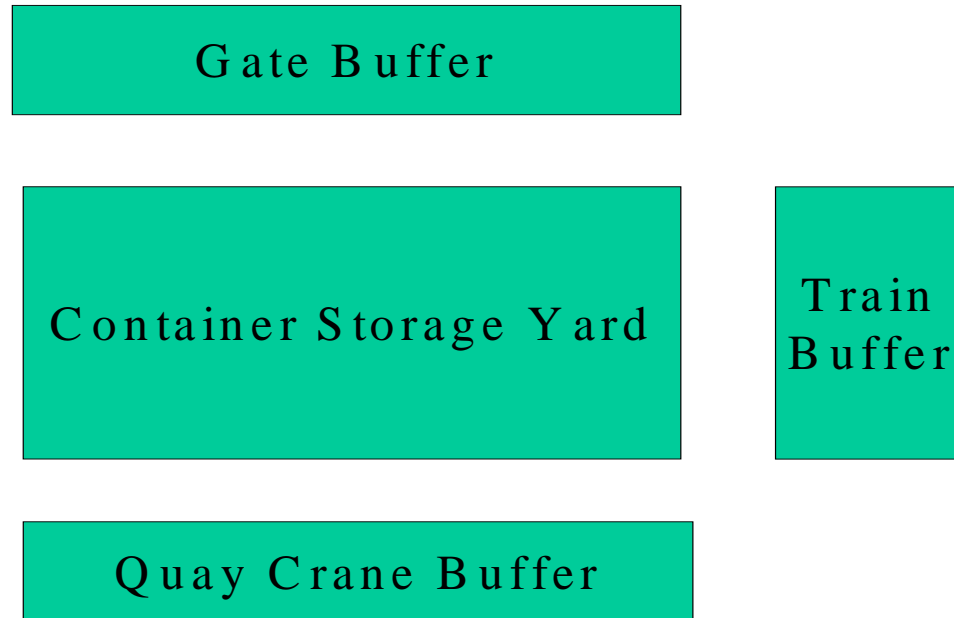 Gate Buffer
Container Storage Yard
Train
Buffer
Quay Crane Buffer